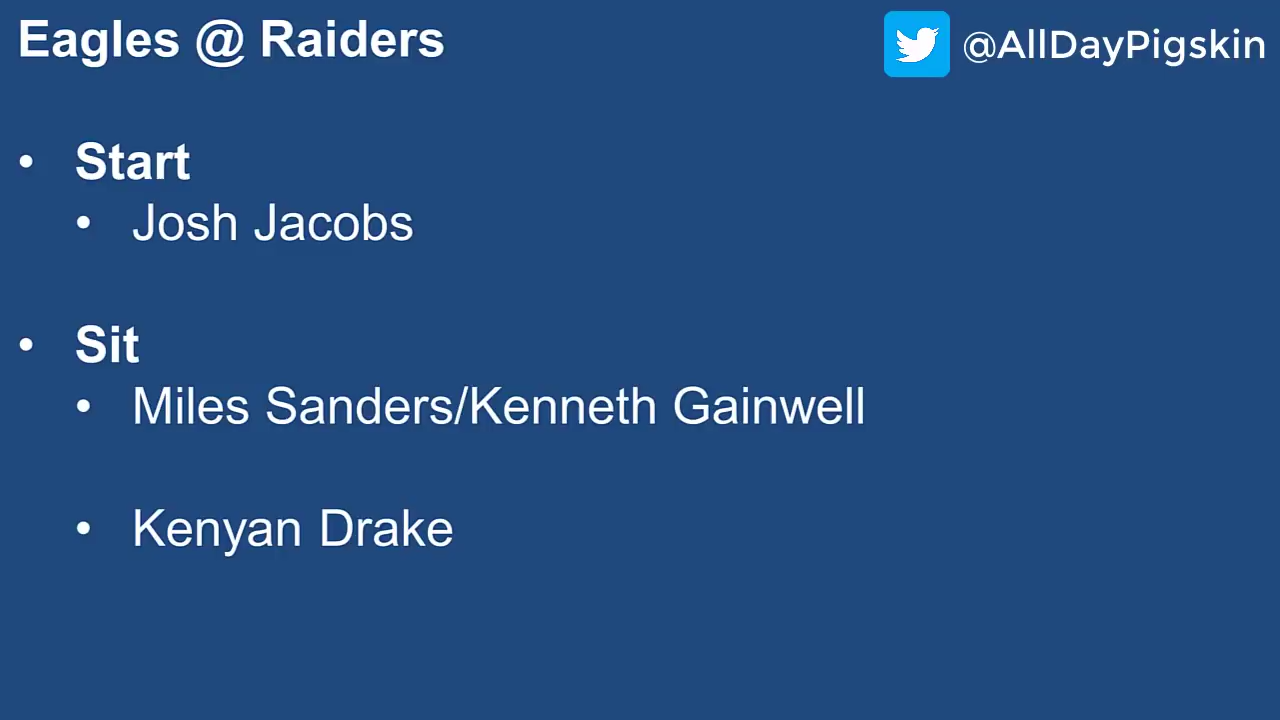 Eagles @ Raiders
@AllDayPigskin
• Start
• Josh Jacobs
• Sit
• Miles Sanders/Kenneth Gainwell
• Kenyan Drake